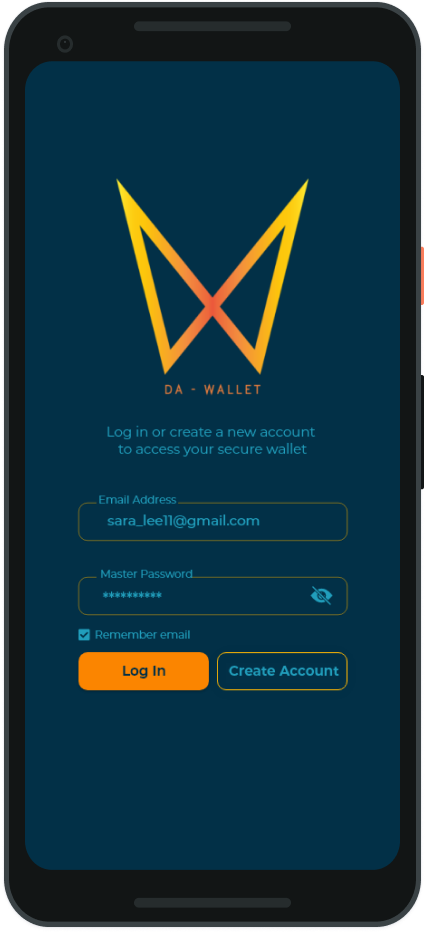 DA - WALLET
Log in or create a new account
to access your secure wallet
Email Address
sara_lee11@gmail.com
Master Password
**********
Remember email
Log In
Create Account